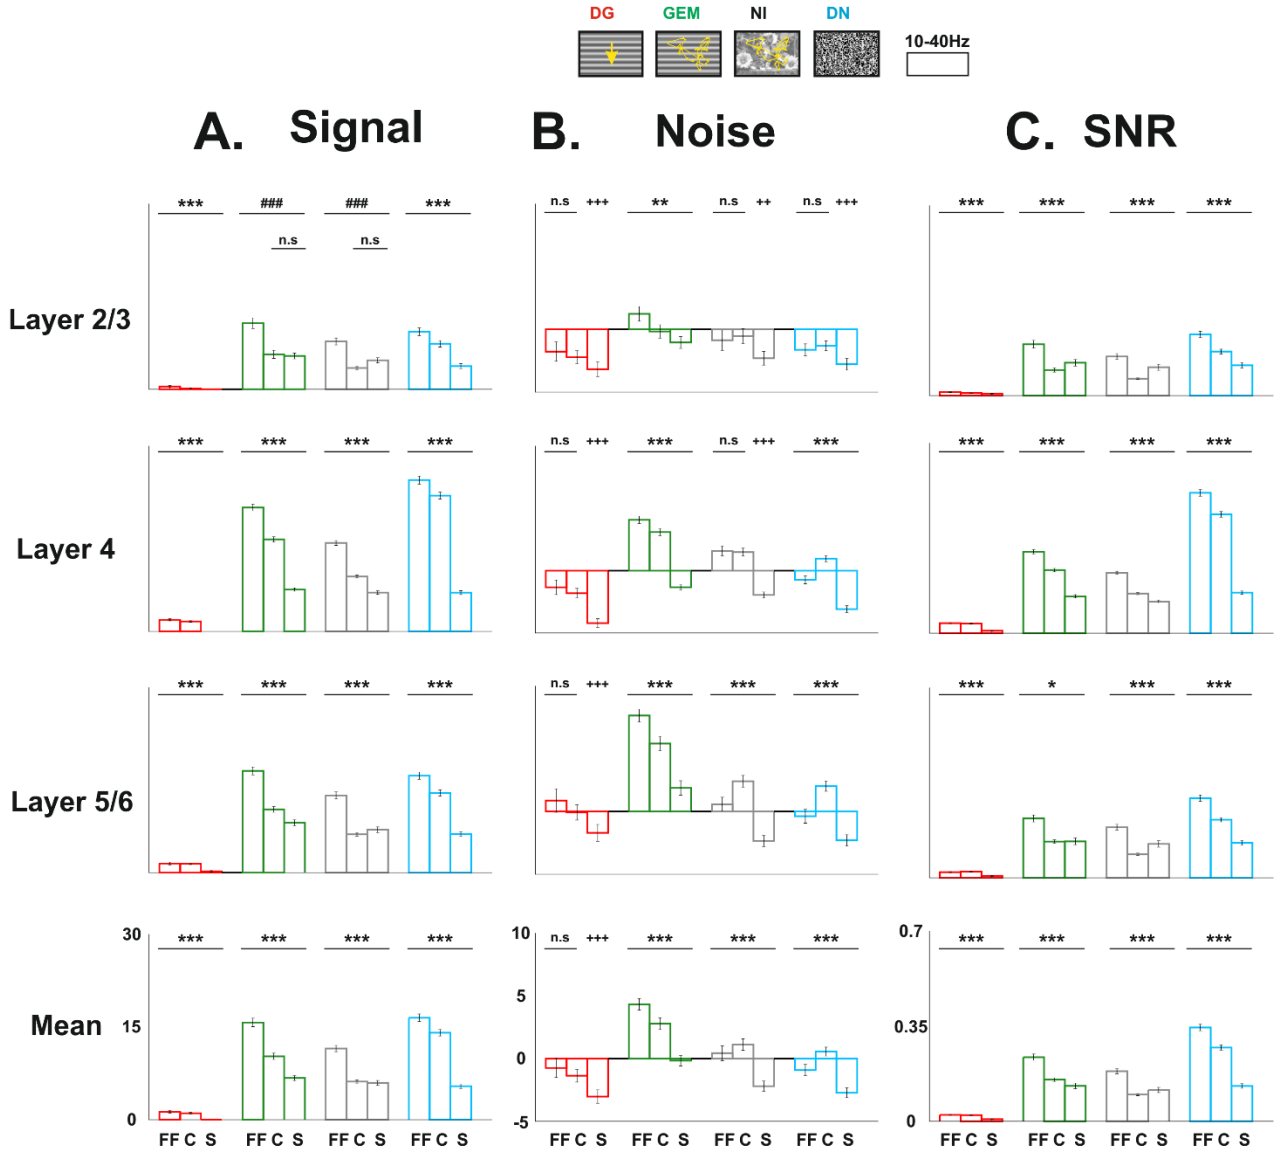 DG GEM NI DN
10-40Hz
A. Signal B. Noise C. SNR
*** ### ### *** n.s +++ ** n.s ++ n.s +++ *** *** *** ***
n.s n.s
Layer 2/3
*** *** *** *** n.s +++ *** n.s +++ *** *** *** *** ***
Layer 4
*** *** *** *** n.s +++ *** *** *** *** * *** ***
Layer 5/6
30 *** *** *** *** 10 n.s +++ *** *** *** 0.7 *** *** *** ***
5
Mean 15 0.35
0
0 -5 0
FF C S FF C S FF C S FF C S FF C S FF C S FF C S FF C S FF C S FF C S FF C S FF C S